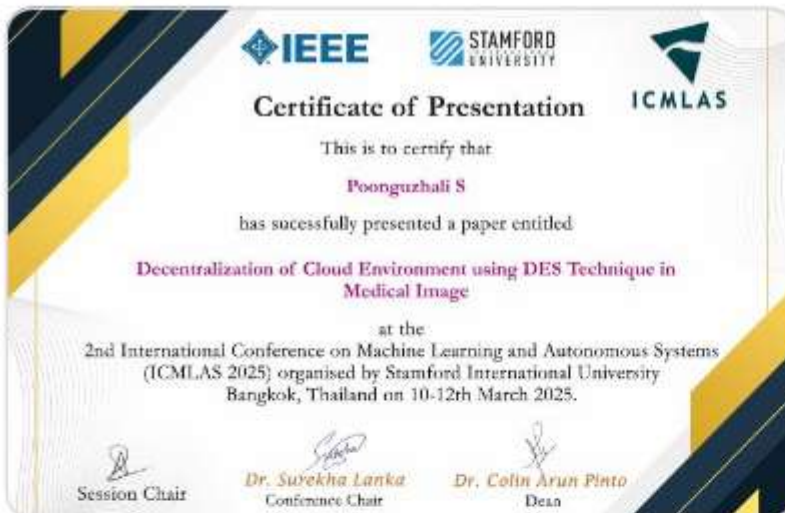 IEEE
STAMFORD
INTERNATIONAL
UNIVERSITY
ICMLAS
Certificate of Presentation
This is to certify that
Poonguzhali S
has sucessfully presented a paper entitled
Decentralization of Cloud Environment using DES Technique in
Medical Image
at the
2nd International Conference on Machine Learning and Autonomous Systems
(ICMLAS 2025) organised by Stamford International University
Bangkok, Thailand on 10-12th March 2025.
Session Chair
Dr. Surekha Lanka
Conference Chair
Dr. Colin Arun Pinto
Dean